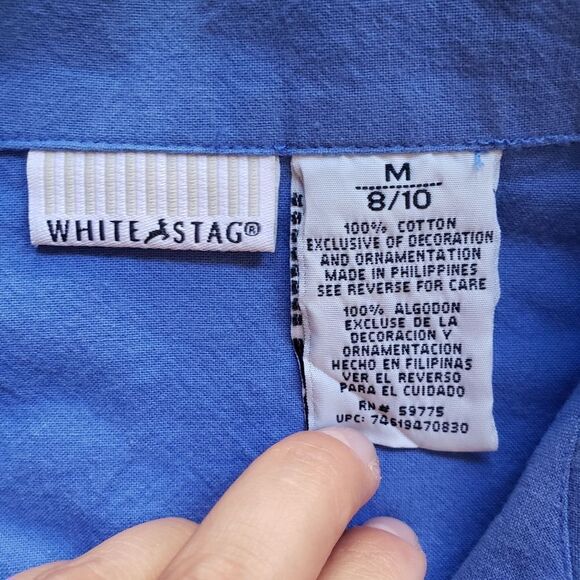 WHITE STAG®
M
8/10
100% COTTON
EXCLUSIVE OF DECORATION
AND ORNAMENTATION
MADE IN PHILIPPINES
SEE REVERSE FOR CARE
100% ALGODON
EXCLUSE DE LA
DECORACION Y
ORNAMENTACION
HECHO EN FILIPINAS
VER EL REVERSO
PARA EL CUIDADO
RN# 59775
UPC: 74619470830